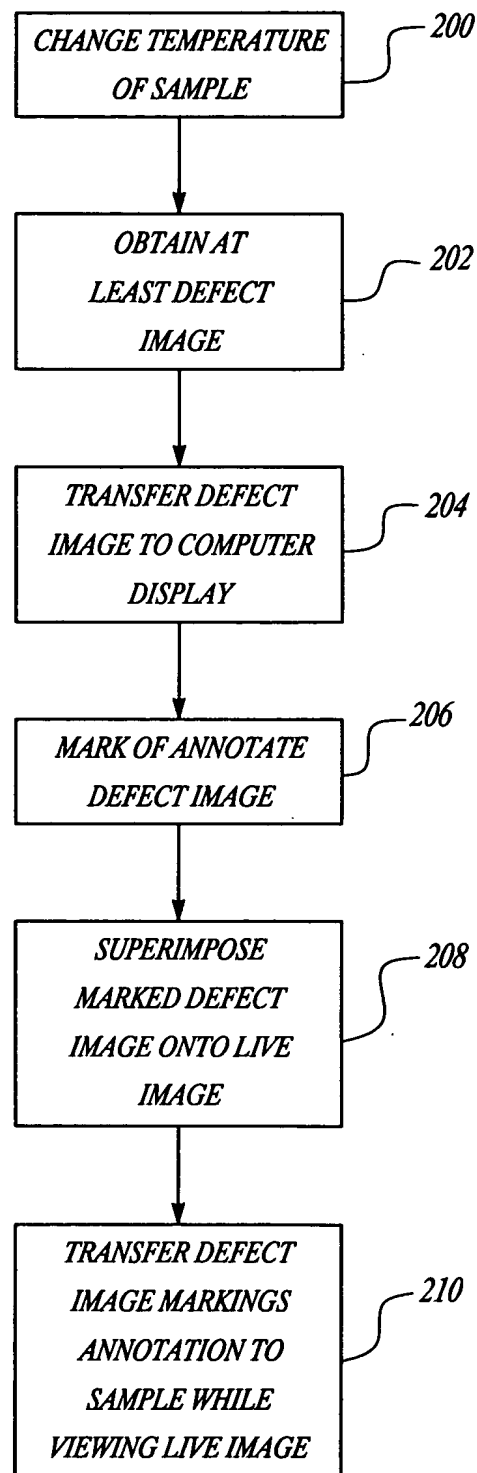 CHANGE TEMPERATURE
OF SAMPLE
200
OBTAIN AT
LEAST DEFECT
IMAGE
202
TRANSFER DEFECT
IMAGE TO COMPUTER
DISPLAY
204
MARK OF ANNOTATE
DEFECT IMAGE
206
SUPERIMPOSE
MARKED DEFECT
IMAGE ONTO LIVE
IMAGE
208
TRANSFER DEFECT
IMAGE MARKINGS
ANNOTATION TO
SAMPLE WHILE
VIEWING LIVE IMAGE
210